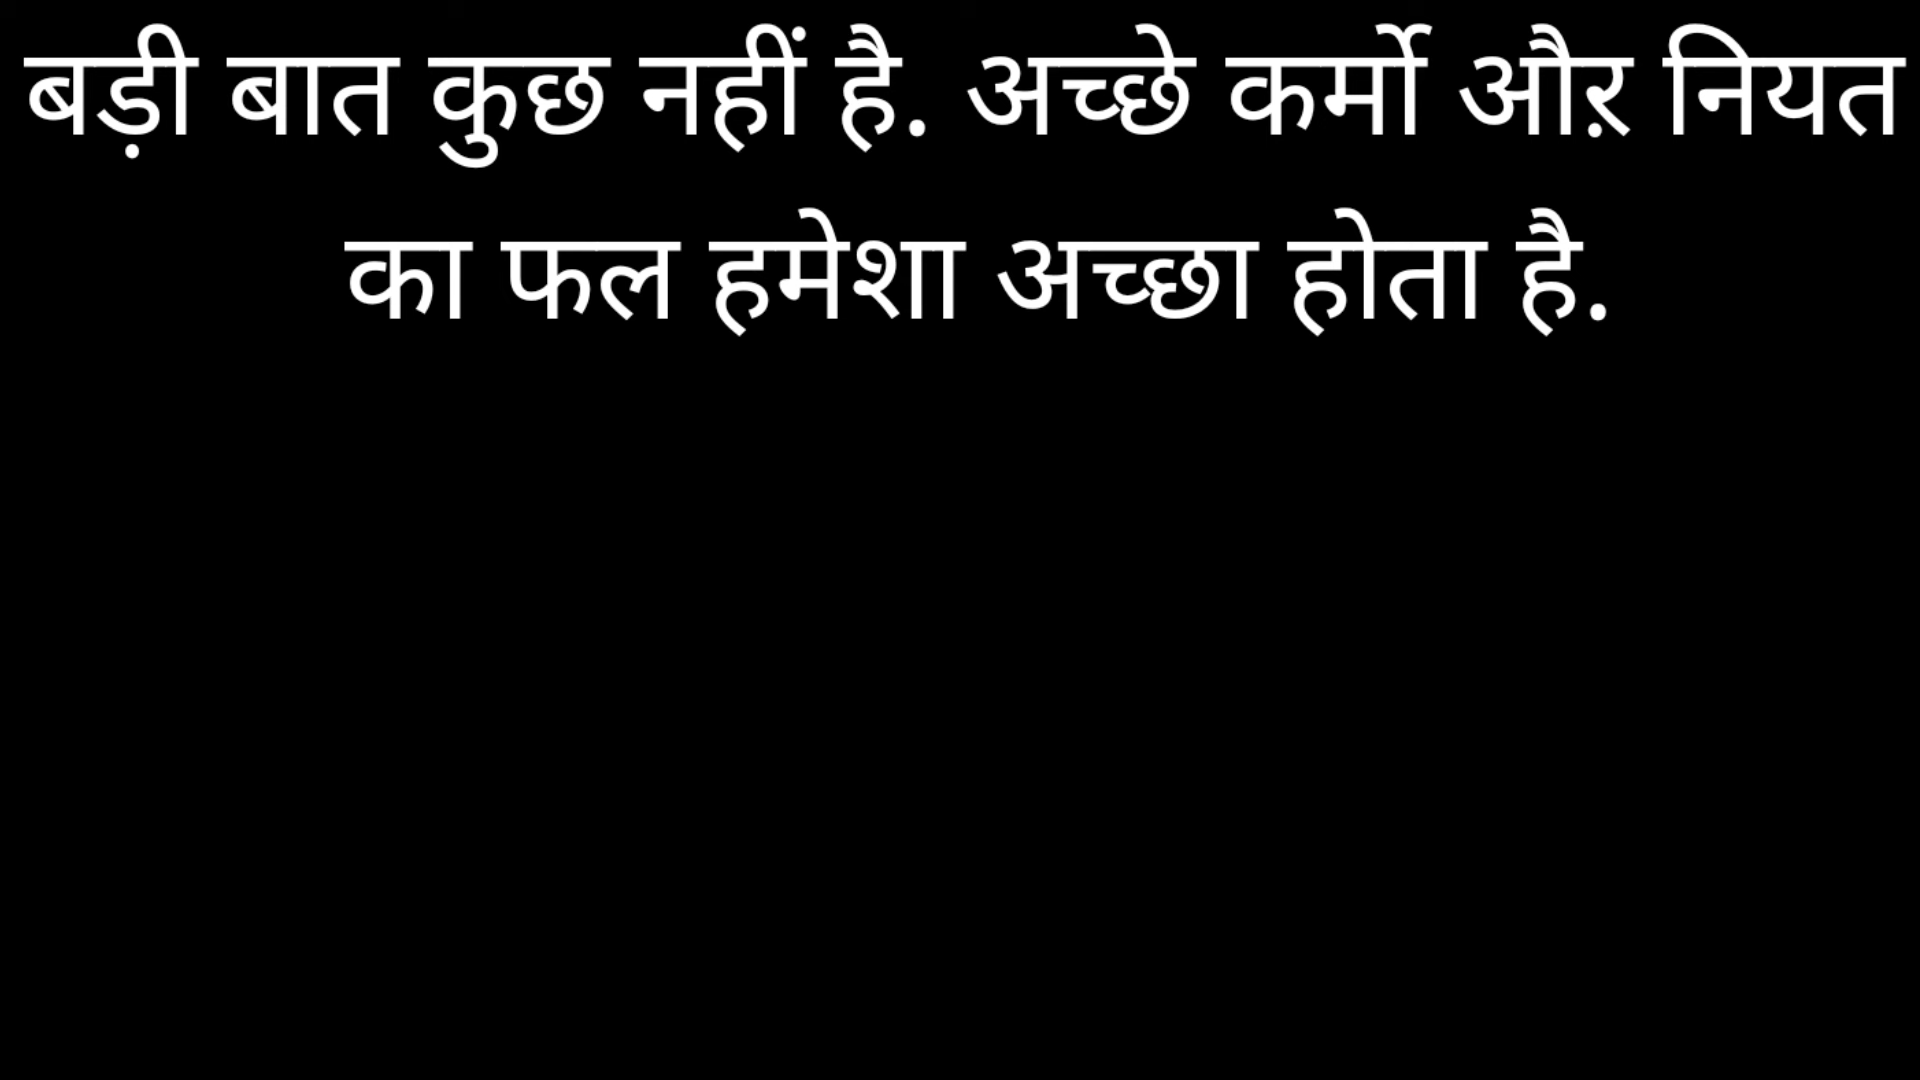 बड़ी बात कुछ नहीं है. अच्छे कर्मो औऱ नियत
का फल हमेशा अच्छा होता है.